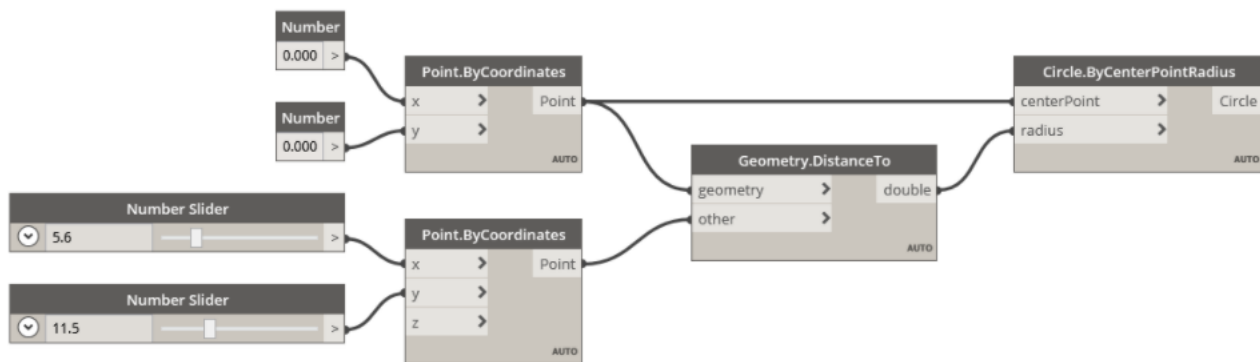 Number
0.000 >
Number
0.000 >
Number Slider
5.6 >
Number Slider
11.5 >
Point.ByCoordinates
x > Point
y >
AUTO
Point.ByCoordinates
x > Point
y >
z >
AUTO
Geometry.DistanceTo
geometry > double
other >
AUTO
Circle.ByCenterPointRadius
centerPoint > Circle
radius >
AUTO